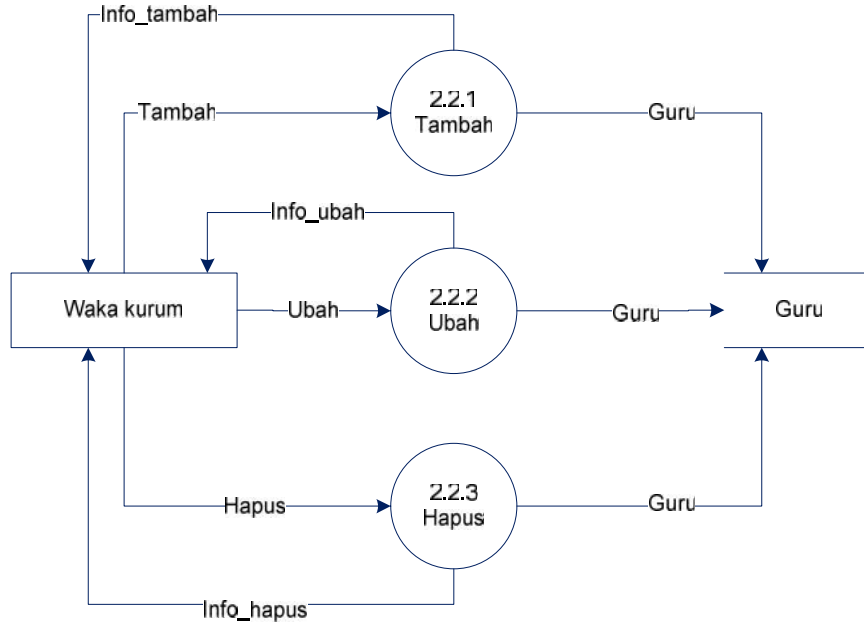 Info_tambah
2.2.1
Tambah
Tambah
Guru
Info_ubah
Waka kurum
Ubah
2.2.2
Ubah
Guru
Guru
2.2.3
Hapus
Hapus
Guru
Info_hapus